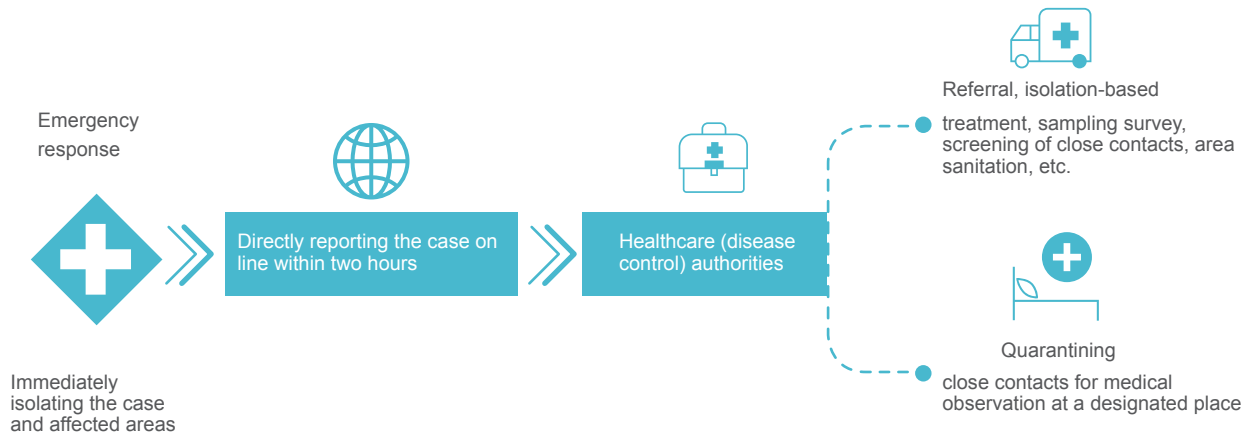 Emergency
response
Immediately
isolating the case
and affected areas
Directly reporting the case on
line within two hours
Healthcare (disease
control) authorities
Referral, isolation-based
treatment, sampling survey,
screening of close contacts, area
sanitation, etc.
Quarantining
close contacts for medical
observation at a designated place